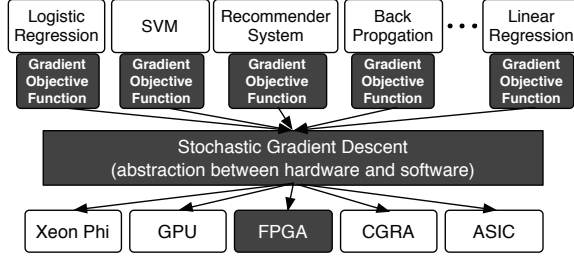 Logistic
Regression
SVM
Recommender
System
Back
Propgation
Linear
Regression
Gradient
Objective
Function
Gradient
Objective
Function
Gradient
Objective
Function
Gradient
Objective
Function
Gradient
Objective
Function
Stochastic Gradient Descent
(abstraction between hardware and software)
Xeon Phi
GPU
FPGA
CGRA
ASIC